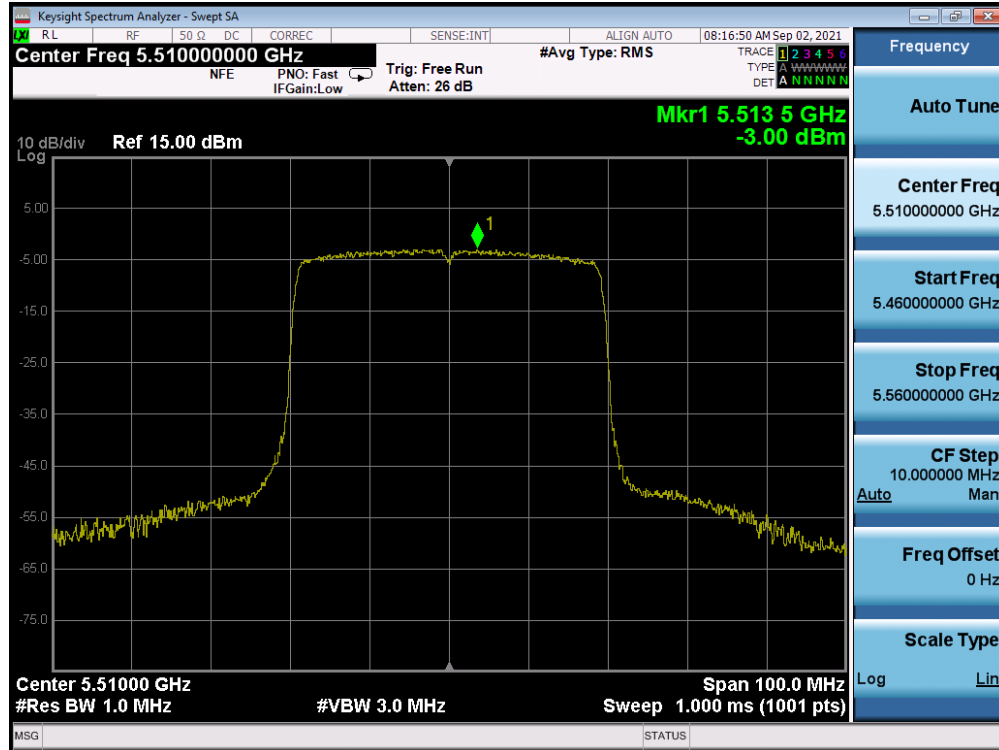 Keysight Spectrum Analyzer - Swept SA
LXI RL RF 50 Ω DC CORREC SENSE:INT ALIGN AUTO 08:16:50 AM Sep 02, 2021
Center Freq 5.510000000 GHz
NFE
PNO: Fast
IFGain:Low
Trig: Free Run
Atten: 26 dB
#Avg Type: RMS
TRACE 1 2 3 4 5 6
TYPE A WWWWW
DET A N N N N N
Mkr1 5.513 5 GHz
-3.00 dBm
10 dB/div Ref 15.00 dBm
Log
1
5.00
-5.00
-15.0
-25.0
-35.0
-45.0
-55.0
-65.0
-75.0
Center 5.51000 GHz Span 100.0 MHz
#Res BW 1.0 MHz #VBW 3.0 MHz Sweep 1.000 ms (1001 pts)
MSG STATUS
Frequency
Auto Tune
Center Freq
5.510000000 GHz
Start Freq
5.460000000 GHz
Stop Freq
5.560000000 GHz
CF Step
10.000000 MHz
Auto Man
Freq Offset
0 Hz
Scale Type
Log Lin